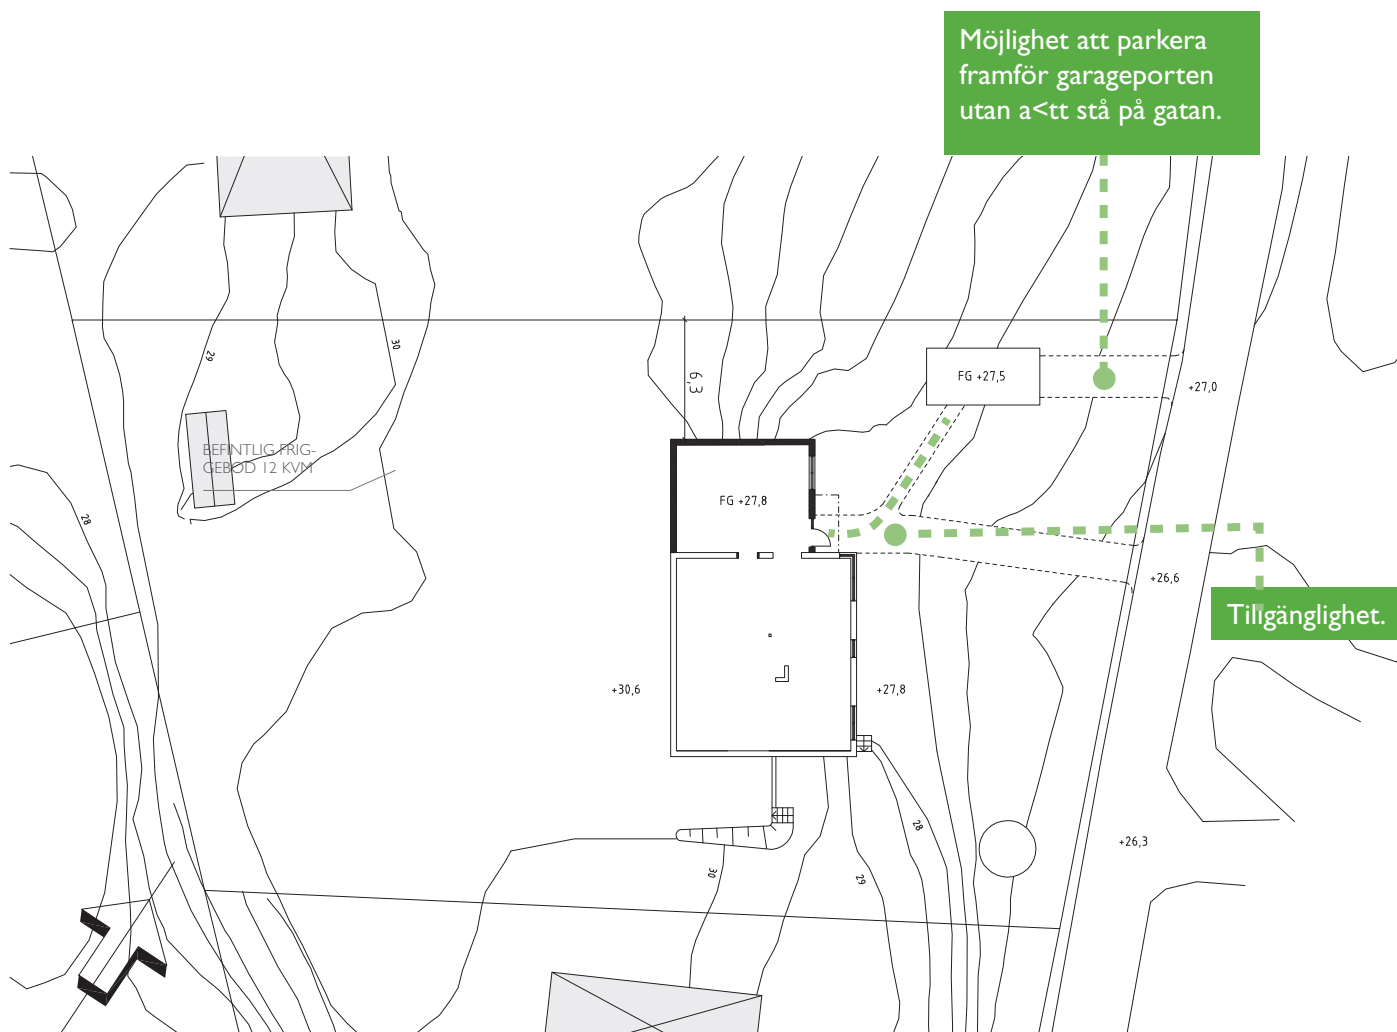 Möjlighet att parkera
framför garageporten
utan a<tt stå på gatan.
29
30
6,3
FG +27,5
+27,0
BEFINTLIG FRIG-
GEBOD 12 KVM
28
FG +27,8
+26,6
Tillgänglighet.
+30,6
+27,8
28
+26,3
30
29